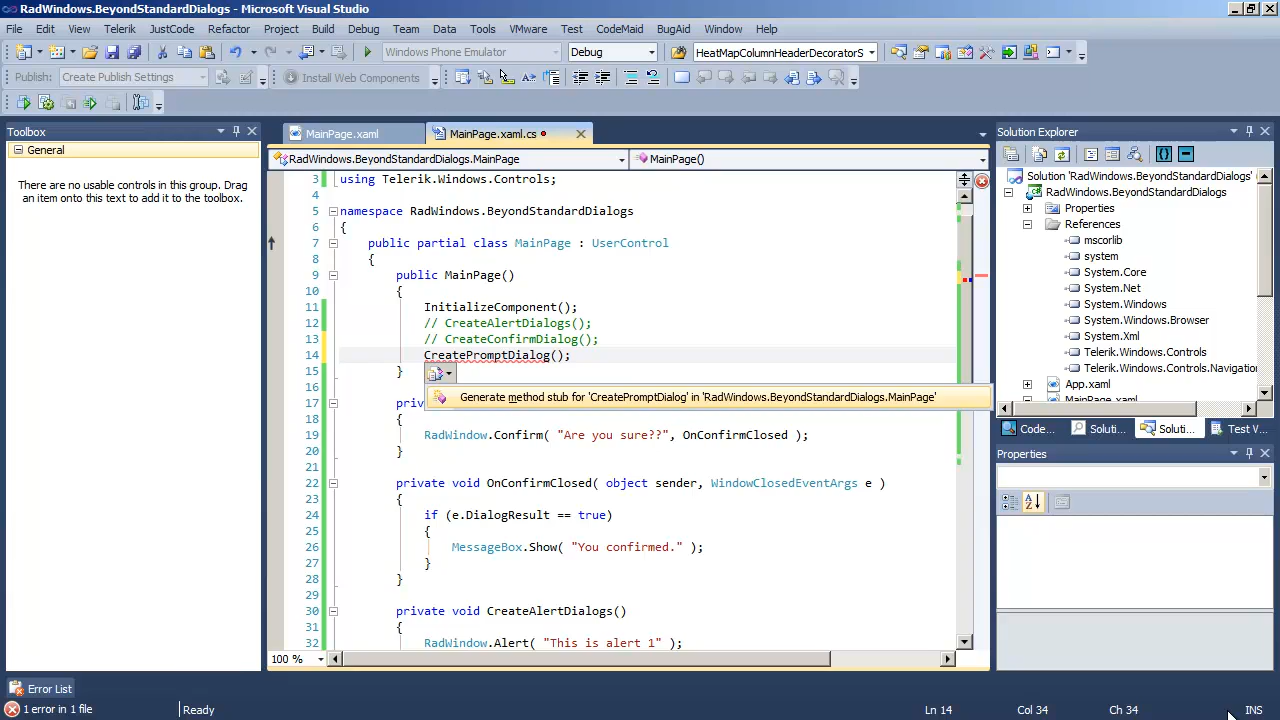 RadWindows.BeyondStandardDialogs - Microsoft Visual Studio
File Edit View Telerik JustCode Refactor Project Build Debug Team Data Tools VMware Test CodeMaid BugAid Window Help
Windows Phone Emulator Debug HeatMapColumnHeaderDecoratorS
Publish: Create Publish Settings Install Web Components
Toolbox
General
There are no usable controls in this group. Drag
an item onto this text to add it to the toolbox.
MainPage.xaml MainPage.xaml.cs
RadWindows.BeyondStandardDialogs.MainPage MainPage()
3 using Telerik.Windows.Controls;
4
5 namespace RadWindows.BeyondStandardDialogs
6 {
7 public partial class MainPage : UserControl
8 {
9 public MainPage()
10 {
11 InitializeComponent();
12 // CreateAlertDialogs();
13 // CreateConfirmDialog();
14 CreatePromptDialog();
15 }
Generate method stub for 'CreatePromptDialog' in 'RadWindows.BeyondStandardDialogs.MainPage'
16
17 priv
18 {
19 RadWindow.Confirm( "Are you sure??", OnConfirmClosed );
20 }
21
22 private void OnConfirmClosed( object sender, WindowClosedEventArgs e )
23 {
24 if (e.DialogResult == true)
25 {
26 MessageBox.Show( "You confirmed." );
27 }
28 }
29
30 private void CreateAlertDialogs()
31 {
32 RadWindow.Alert( "This is alert 1" );
100 %
Solution Explorer
Solution 'RadWindows.BeyondStandardDialogs' (
RadWindows.BeyondStandardDialogs
Properties
References
mscorlib
system
System.Core
System.Net
System.Windows
System.Windows.Browser
System.Xml
Telerik.Windows.Controls
Telerik.Windows.Controls.Navigation
App.xaml
MainPage.xaml
Code... Soluti... Soluti... Test V...
Properties
Error List
1 error in 1 file Ready Ln 14 Col 34 Ch 34 INS